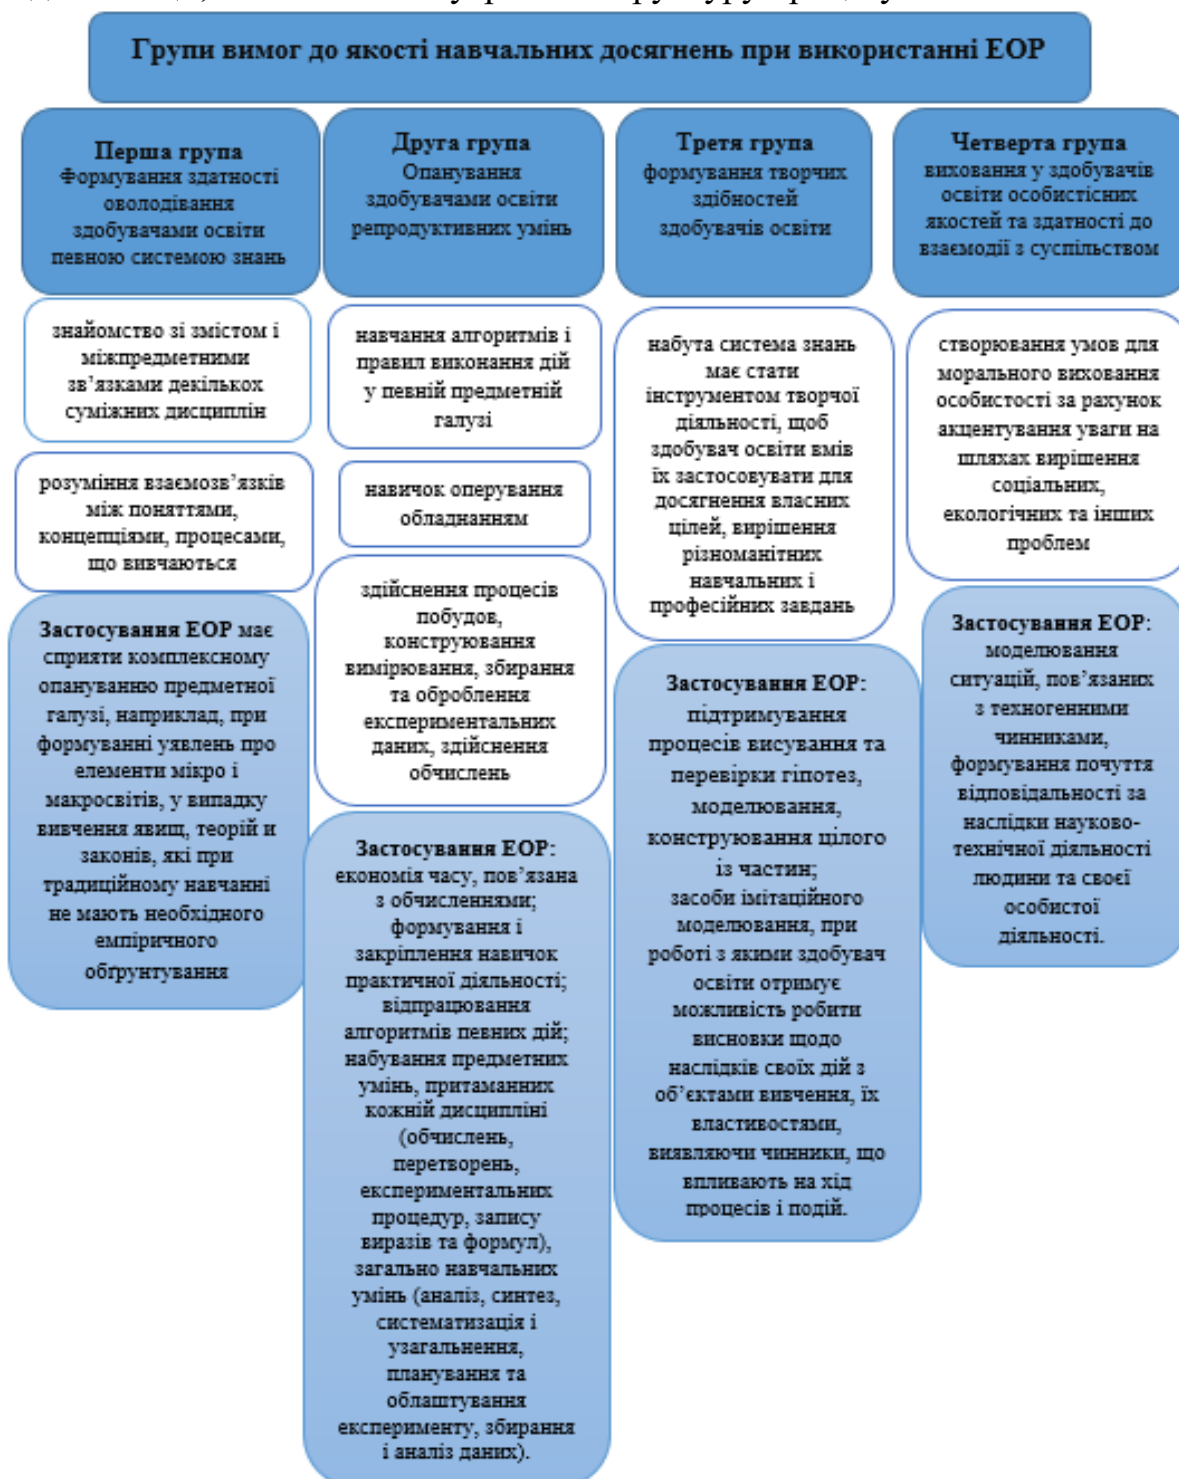 Групи вимог до якості навчальних досягнень при використанні ЕОР
Перша група
Формування здатності
оволодівання
здобувачами освіти
певною системою знань
знайомство зі змістом і
міжпредметними
зв’язками декількох
суміжних дисциплін
розуміння взаємозв’язків
між поняттями,
концепціями, процесами,
що вивчаються
Застосування ЕОР має
сприяти комплексному
опануванню предметної
галузі, наприклад, при
формуванні уявлень про
елементи мікро і
макросвітів, у випадку
вивчення явищ, теорій и
законів, які при
традиційному навчанні
не мають необхідного
емпіричного
обґрунтування
Друга група
Опанування
здобувачами освіти
репродуктивних умінь
навчання алгоритмів і
правил виконання дій
у певній предметній
галузі
навичок оперування
обладнанням
здійснення процесів
побудов,
конструювання
вимірювання, збирання
та оброблення
експериментальних
даних, здійснення
обчислень
Застосування ЕОР:
економія часу, пов’язана
з обчисленнями;
формування і
закріплення навичок
практичної діяльності;
відпрацювання
алгоритмів певних дій;
набування предметних
умінь, притаманних
кожній дисципліні
(обчислень,
перетворень,
експериментальних
процедур, запису
виразів та формул),
загально навчальних
умінь (аналіз, синтез,
систематизація і
узагальнення,
планування та
облаштування
експерименту, збирання
і аналіз даних).
Третя група
формування творчих
здібностей
здобувачів освіти
набута система знань
має стати
інструментом творчої
діяльності, щоб
здобувач освіти вмів
їх застосовувати для
досягнення власних
цілей, вирішення
різноманітних
навчальних і
професійних завдань
Застосування ЕОР:
підтримування
процесів висування та
перевірки гіпотез,
моделювання,
конструювання цілого
із частин;
засоби імітаційного
моделювання, при
роботі з якими здобувач
освіти отримує
можливість робити
висновки щодо
наслідків своїх дій з
об’єктами вивчення, їх
властивостями,
виявляючи чинники, що
впливають на хід
процесів і подій.
Четверта група
виховання у здобувачів
освіти особистісних
якостей та здатності до
взаємодії з суспільством
створювання умов для
морального виховання
особистості за рахунок
акцентування уваги на
шляхах вирішення
соціальних,
екологічних та інших
проблем
Застосування ЕОР:
моделювання
ситуацій, пов’язаних
з техногенними
чинниками,
формування почуття
відповідальності за
наслідки науково-
технічної діяльності
людини та своєї
особистої
діяльності.